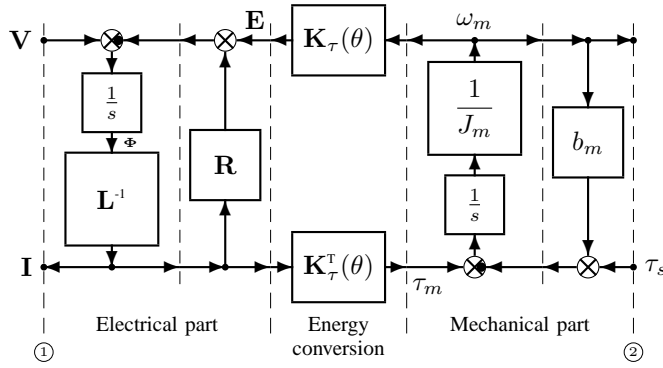 V E K_τ(θ) ω_m
1/s 1/J_m
Φ b_m
L⁻¹ R
1/s
I K_τ^T(θ) τ_m τ_s
Electrical part Energy conversion Mechanical part
① ②